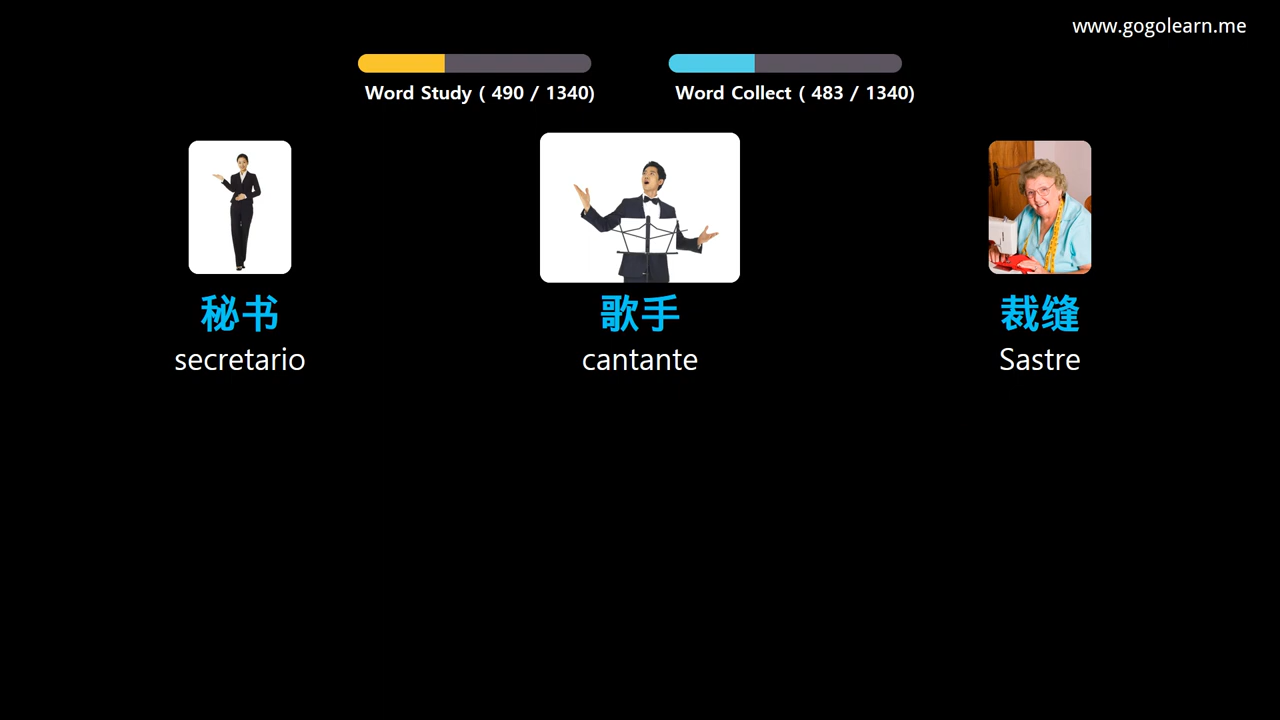 www.gogolearn.me
Word Study ( 490 / 1340)
Word Collect ( 483 / 1340)
秘书
歌手
裁缝
secretario
cantante
Sastre